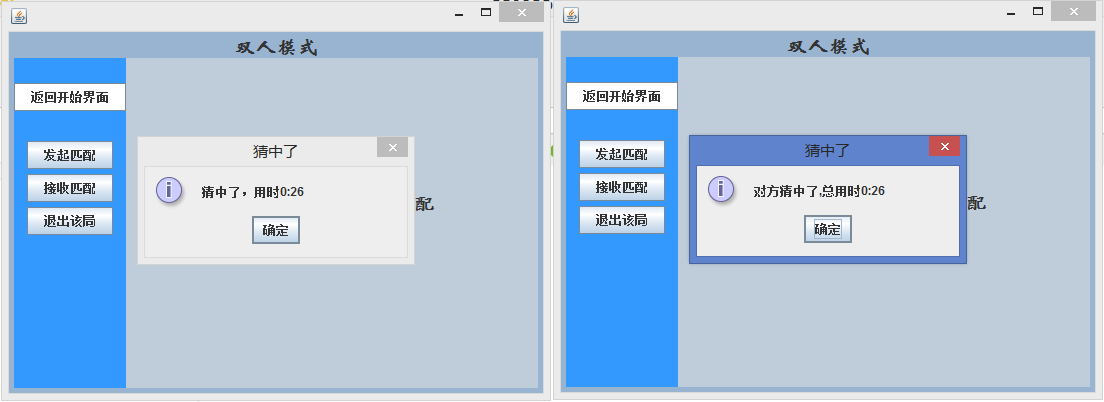 双人模式
返回开始界面
发起匹配
接收匹配
退出该局
猜中了
猜中了，用时0:26
确定
配
双人模式
返回开始界面
发起匹配
接收匹配
退出该局
猜中了
对方猜中了,总用时0:26
确定
配